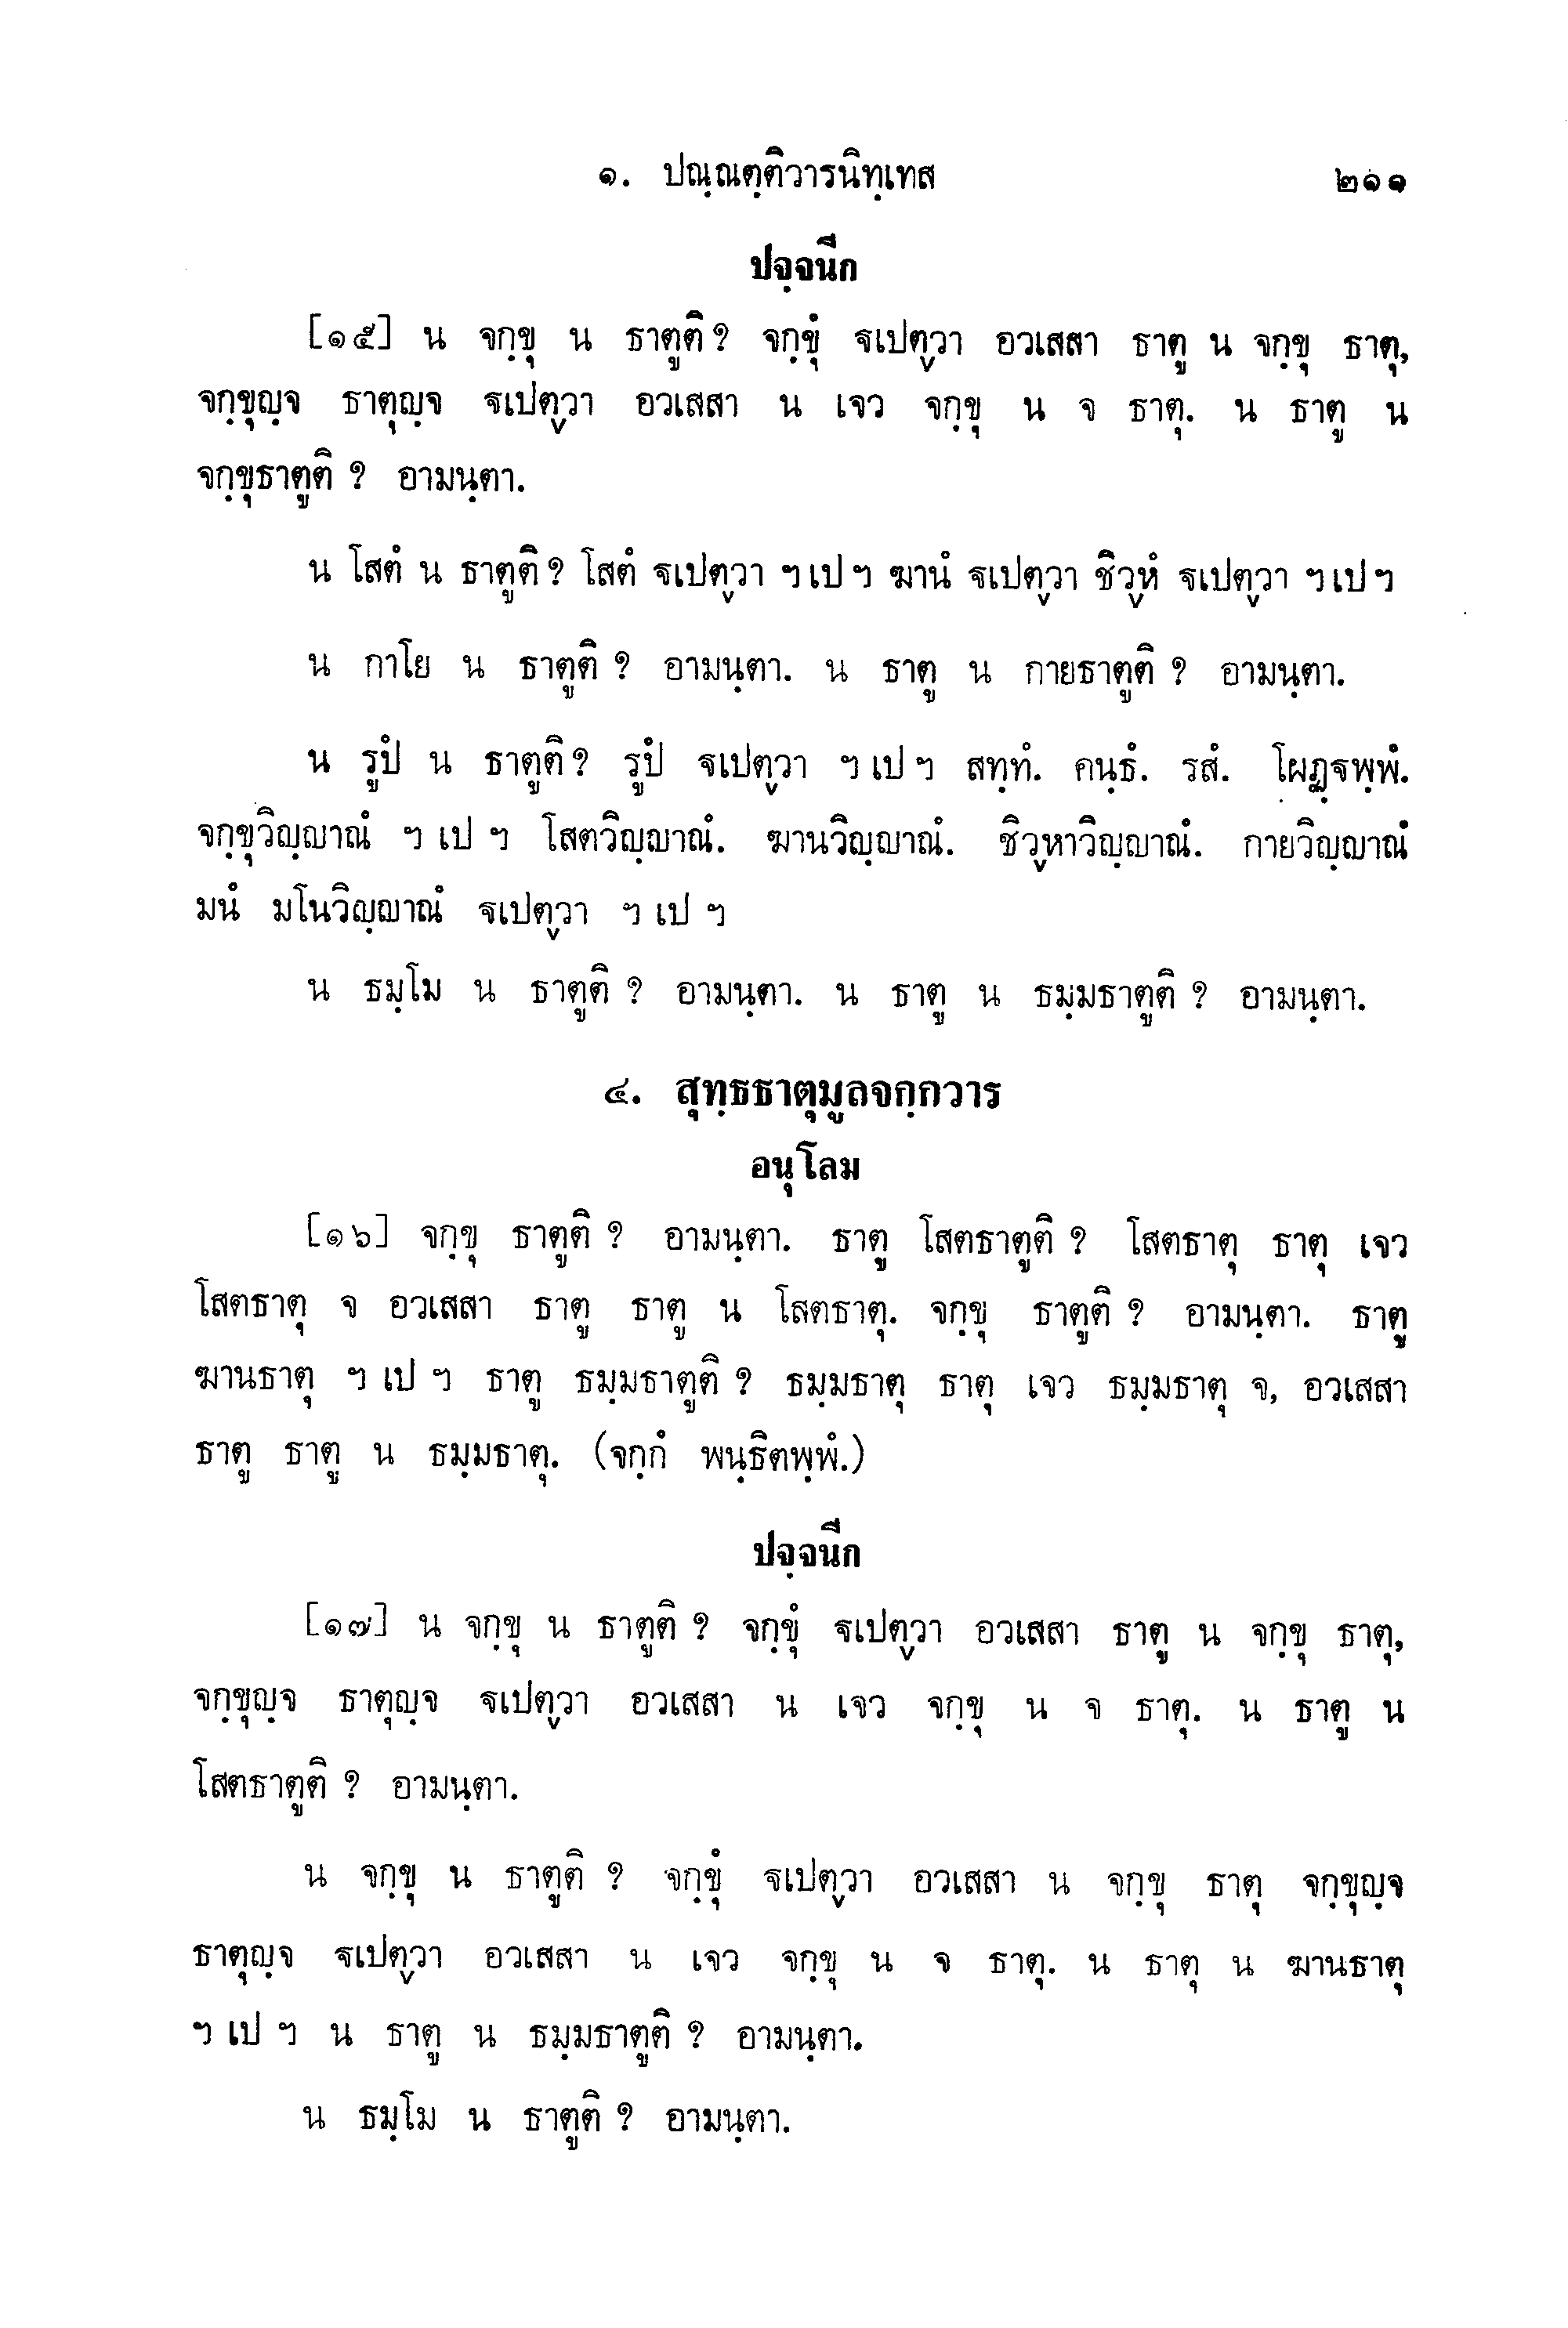 ๑. ปณฺณตฺติวารนิทฺเทส ๒๑๑
ปจฺจนีก
[๑๕] น จกฺขุ น ธาตูติ ? จกฺขุํ ฐเปตฺวา อวเสสา ธาตู น จกฺขุ ธาตุ,
จกฺขุญฺจ ธาตุญฺจ ฐเปตฺวา อวเสสา น เจว จกฺขุ น จ ธาตุ. น ธาตู น
จกฺขุธาตูติ ? อามนฺตา.
น โสตํ น ธาตูติ ? โสตํ ฐเปตฺวา ฯ เป ฯ ฆานํ ฐเปตฺวา ชิวฺหํ ฐเปตฺวา ฯ เป ฯ
น กาโย น ธาตูติ ? อามนฺตา. น ธาตู น กายธาตูติ ? อามนฺตา.
น รูปํ น ธาตูติ ? รูปํ ฐเปตฺวา ฯ เป ฯ สทฺทํ. คนฺธํ. รสํ. โผฏฺฐพฺพํ.
จกฺขุวิญฺญาณํ ฯ เป ฯ โสตวิญฺญาณํ. ฆานวิญฺญาณํ. ชิวฺหาวิญฺญาณํ. กายวิญฺญาณํ
มนํ มโนวิญฺญาณํ ฐเปตฺวา ฯ เป ฯ
น ธมฺโม น ธาตูติ ? อามนฺตา. น ธาตู น ธมฺมธาตูติ ? อามนฺตา.
๔. สุทฺธธาตุมูลจกฺกวาร
อนุโลม
[๑๖] จกฺขุ ธาตูติ ? อามนฺตา. ธาตู โสตธาตูติ ? โสตธาตุ ธาตุ เจว
โสตธาตุ จ อวเสสา ธาตู ธาตู น โสตธาตุ. จกฺขุ ธาตูติ ? อามนฺตา. ธาตู
ฆานธาตุ ฯ เป ฯ ธาตู ธมฺมธาตูติ ? ธมฺมธาตุ ธาตุ เจว ธมฺมธาตุ จ, อวเสสา
ธาตู ธาตู น ธมฺมธาตุ. (จกฺกํ พนฺธิตพฺพํ.)
ปจฺจนีก
[๑๗] น จกฺขุ น ธาตูติ ? จกฺขุํ ฐเปตฺวา อวเสสา ธาตู น จกฺขุ ธาตุ,
จกฺขุญฺจ ธาตุญฺจ ฐเปตฺวา อวเสสา น เจว จกฺขุ น จ ธาตุ. น ธาตู น
โสตธาตูติ ? อามนฺตา.
น จกฺขุ น ธาตูติ ? จกฺขุํ ฐเปตฺวา อวเสสา น จกฺขุ ธาตุ จกฺขุญฺจ
ธาตุญฺจ ฐเปตฺวา อวเสสา น เจว จกฺขุ น จ ธาตุ. น ธาตุ น ฆานธาตุ
ฯ เป ฯ น ธาตู น ธมฺมธาตูติ ? อามนฺตา.
น ธมฺโม น ธาตูติ ? อามนฺตา.